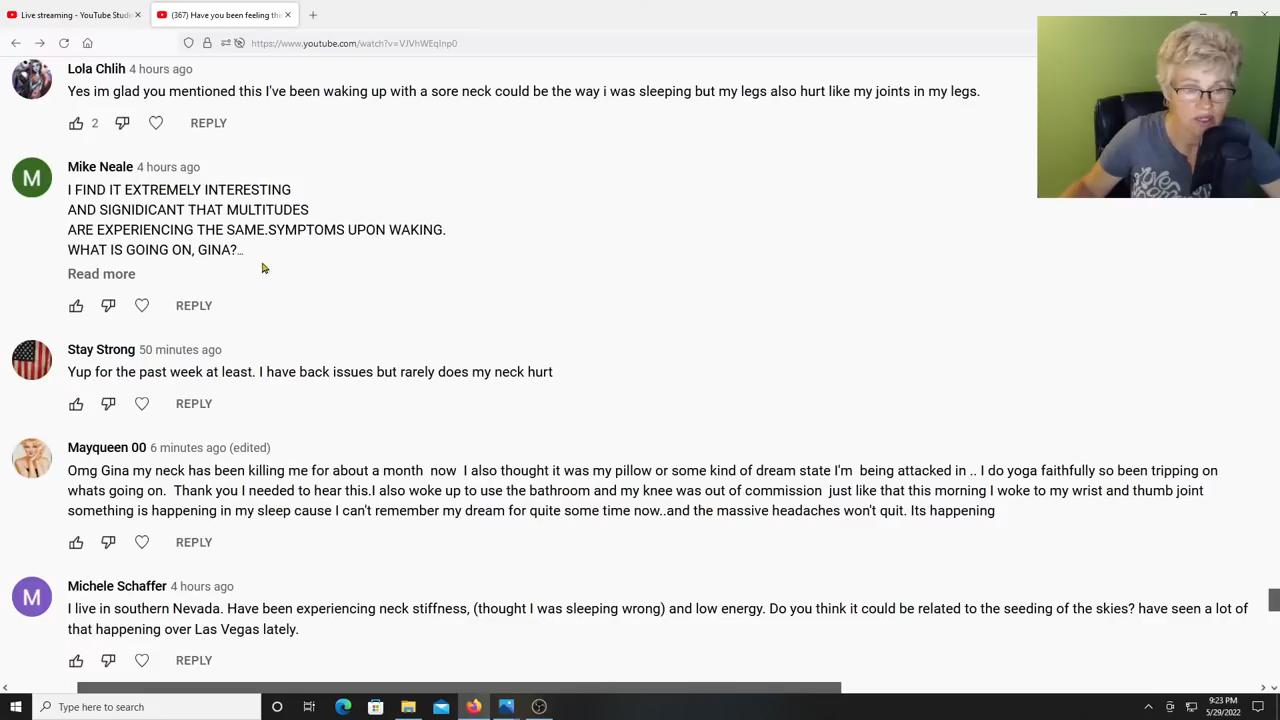 Live streaming - YouTube Studi
(367) Have you been feeling the
https://www.youtube.com/watch?v=VJVhWEqInp0
Lola Chlih 4 hours ago
Yes im glad you mentioned this I've been waking up with a sore neck could be the way i was sleeping but my legs also hurt like my joints in my legs.
2 REPLY
M
Mike Neale 4 hours ago
I FIND IT EXTREMELY INTERESTING
AND SIGNIDICANT THAT MULTITUDES
ARE EXPERIENCING THE SAME.SYMPTOMS UPON WAKING.
WHAT IS GOING ON, GINA?...
Read more
REPLY
Stay Strong 50 minutes ago
Yup for the past week at least. I have back issues but rarely does my neck hurt
REPLY
Mayqueen 00 6 minutes ago (edited)
Omg Gina my neck has been killing me for about a month now I also thought it was my pillow or some kind of dream state I'm being attacked in .. I do yoga faithfully so been tripping on
whats going on. Thank you I needed to hear this.I also woke up to use the bathroom and my knee was out of commission just like that this morning I woke to my wrist and thumb joint
something is happening in my sleep cause I can't remember my dream for quite some time now..and the massive headaches won't quit. Its happening
REPLY
M
Michele Schaffer 4 hours ago
I live in southern Nevada. Have been experiencing neck stiffness, (thought I was sleeping wrong) and low energy. Do you think it could be related to the seeding of the skies? have seen a lot of
that happening over Las Vegas lately.
REPLY
Type here to search
9:23 PM
5/29/2022